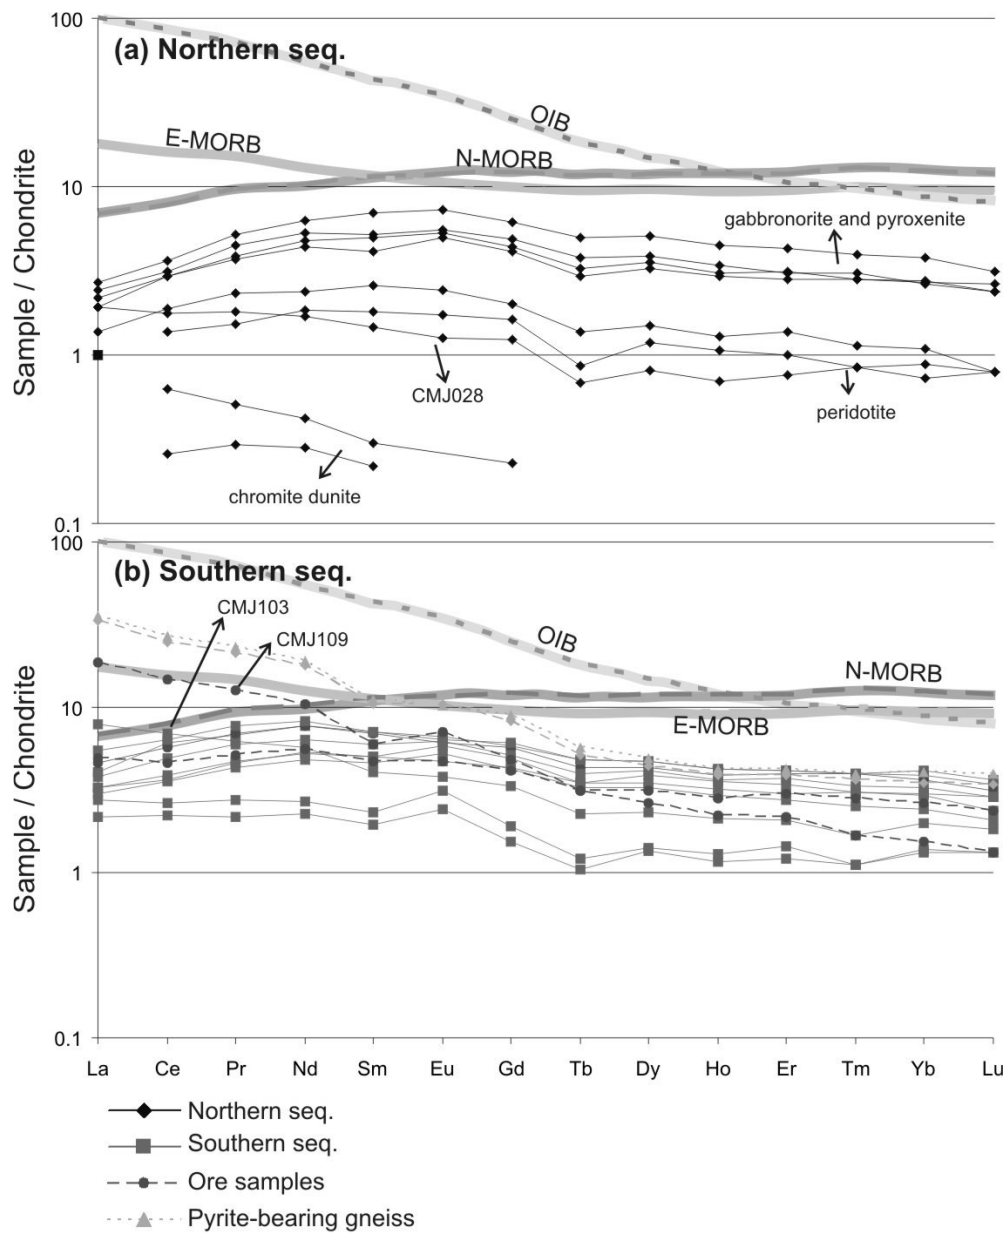 100
(a) Northern seq.
OIB
E-MORB
N-MORB
10
gabbronorite and pyroxenite
Sample / Chondrite
1
CMJ028
peridotite
chromite dunite
0.1
100
(b) Southern seq.
CMJ103
CMJ109
OIB
N-MORB
10
E-MORB
Sample / Chondrite
1
0.1
La Ce Pr Nd Sm Eu Gd Tb Dy Ho Er Tm Yb Lu
Northern seq.
Southern seq.
Ore samples
Pyrite-bearing gneiss